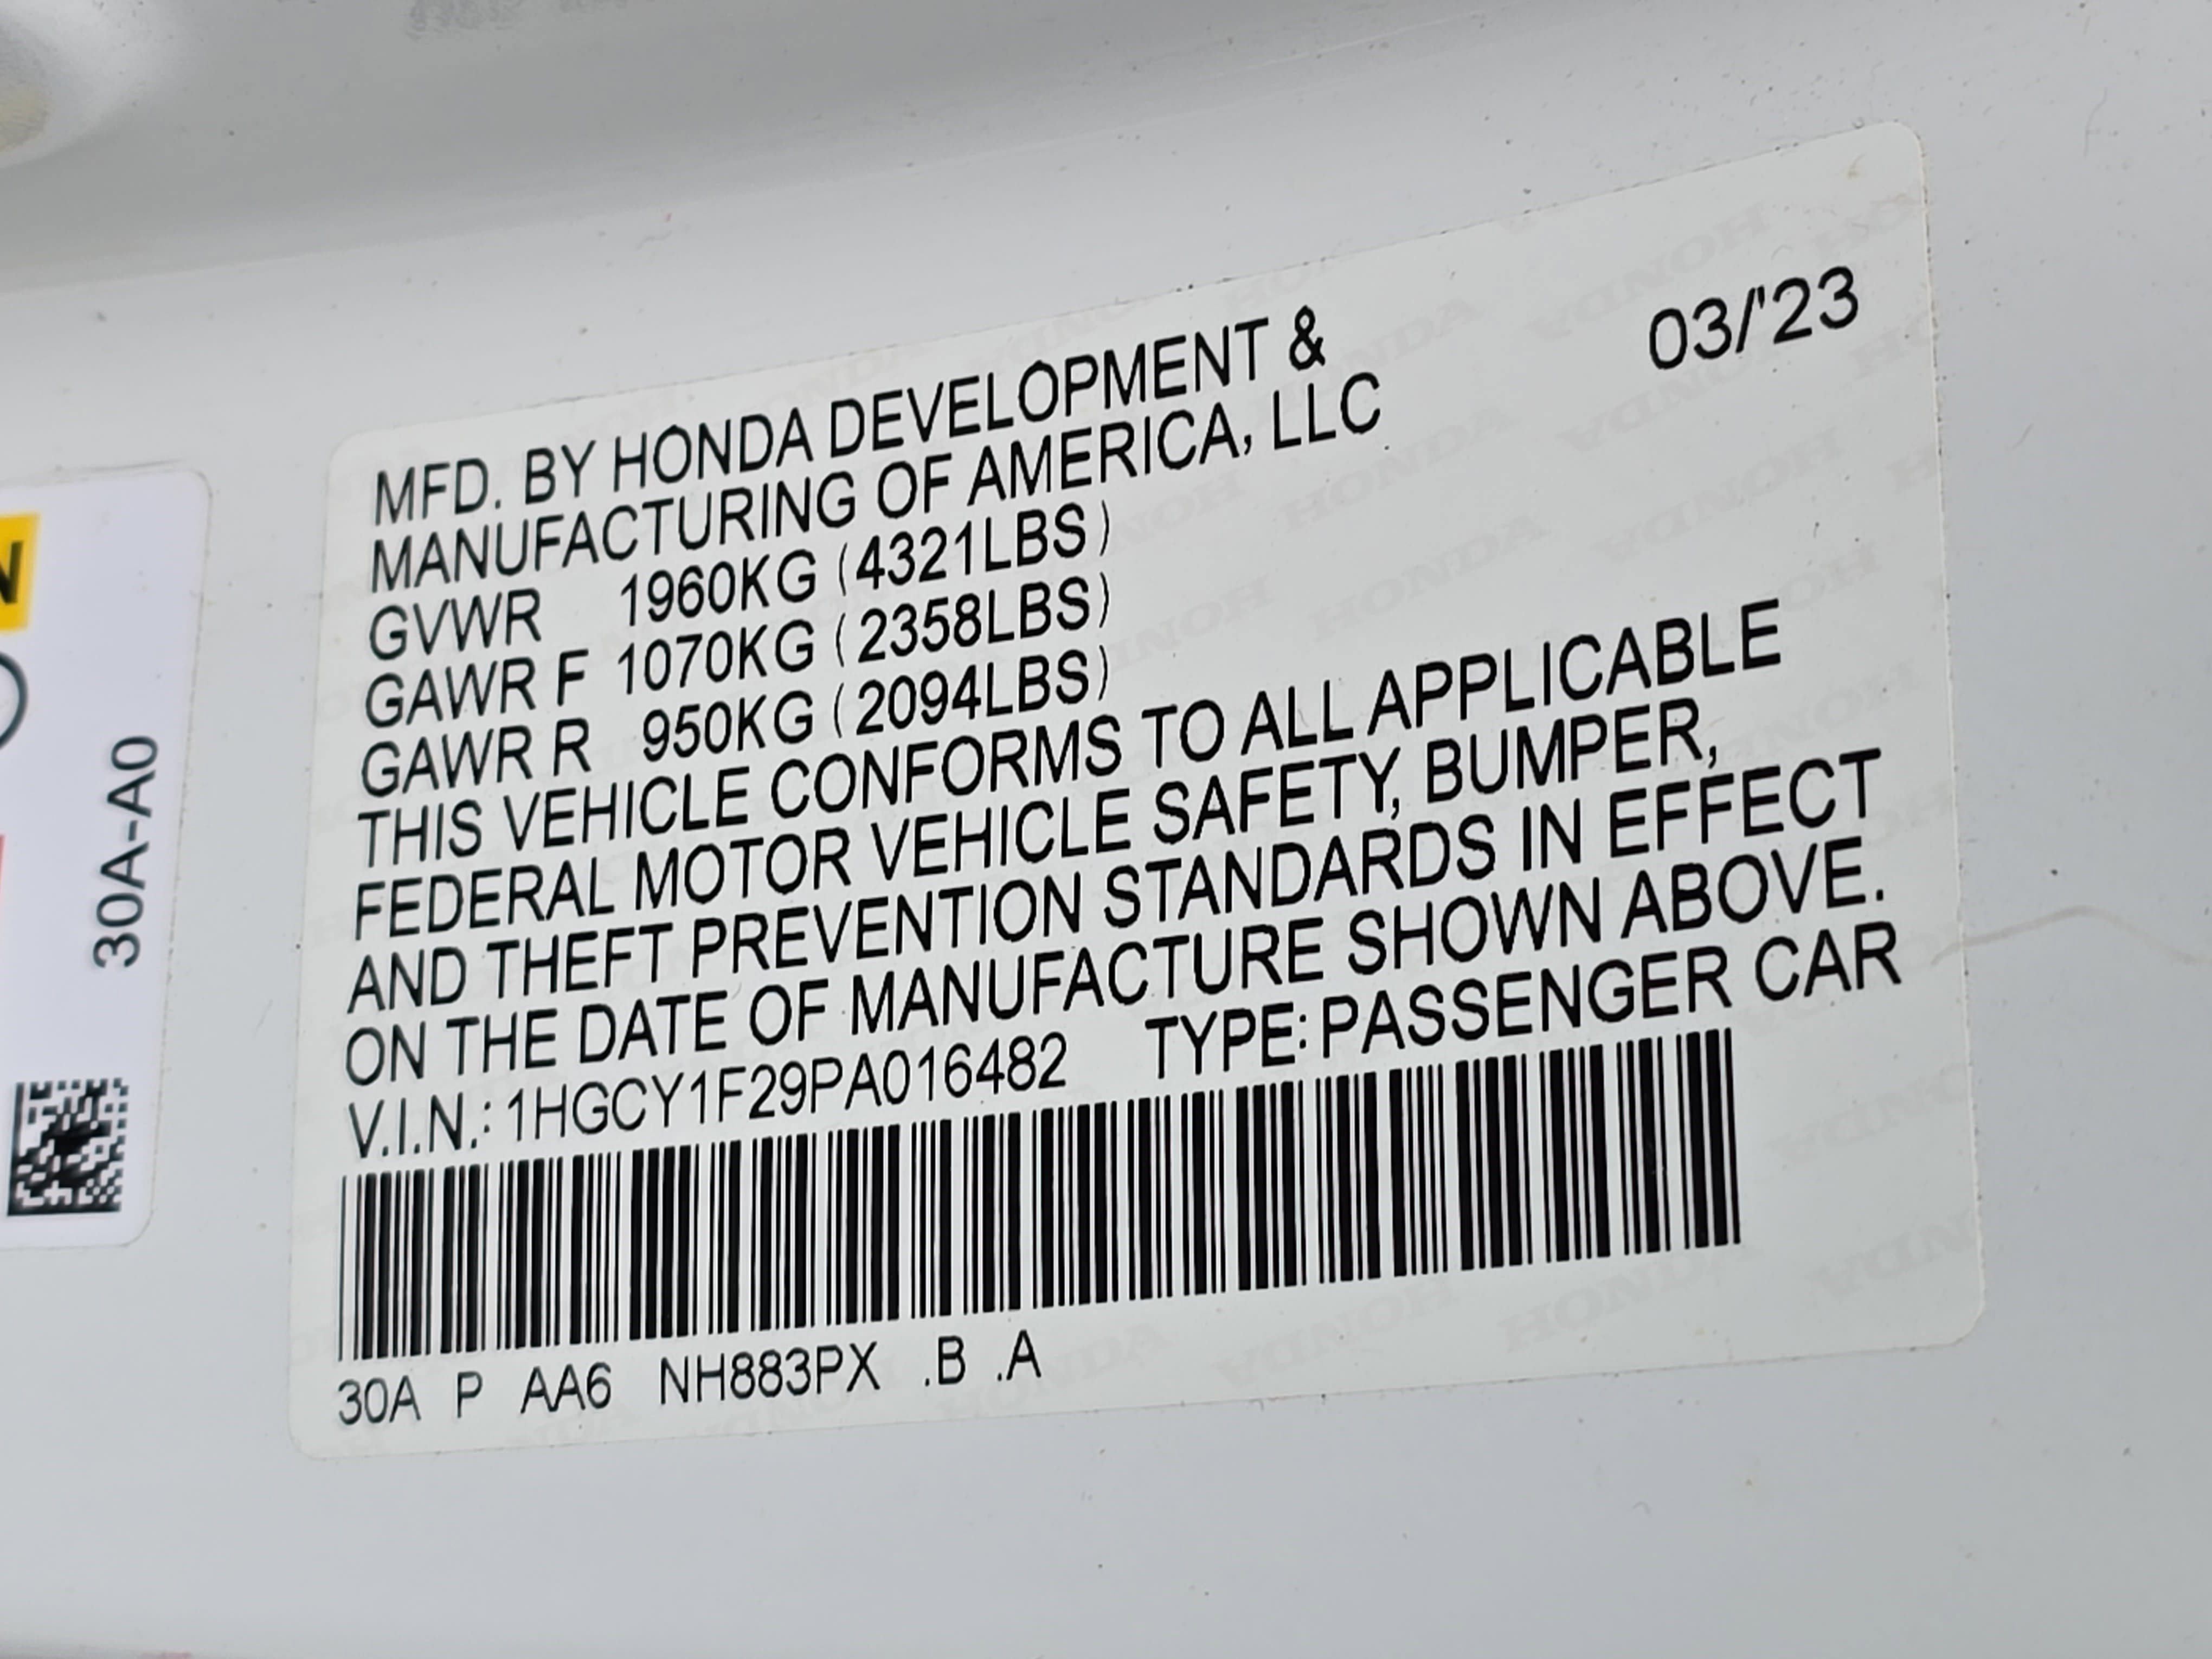 03/'23
MFD. BY HONDA DEVELOPMENT &
MANUFACTURING OF AMERICA, LLC
GVWR 1960KG (4321LBS)
GAWR F 1070KG (2358LBS)
GAWR R 950KG (2094LBS)
THIS VEHICLE CONFORMS TO ALL APPLICABLE
FEDERAL MOTOR VEHICLE SAFETY, BUMPER,
AND THEFT PREVENTION STANDARDS IN EFFECT
ON THE DATE OF MANUFACTURE SHOWN ABOVE.
V.I.N.: 1HGCY1F29PA016482 TYPE: PASSENGER CAR
30A P AA6 NH883PX .B .A
30A-A0